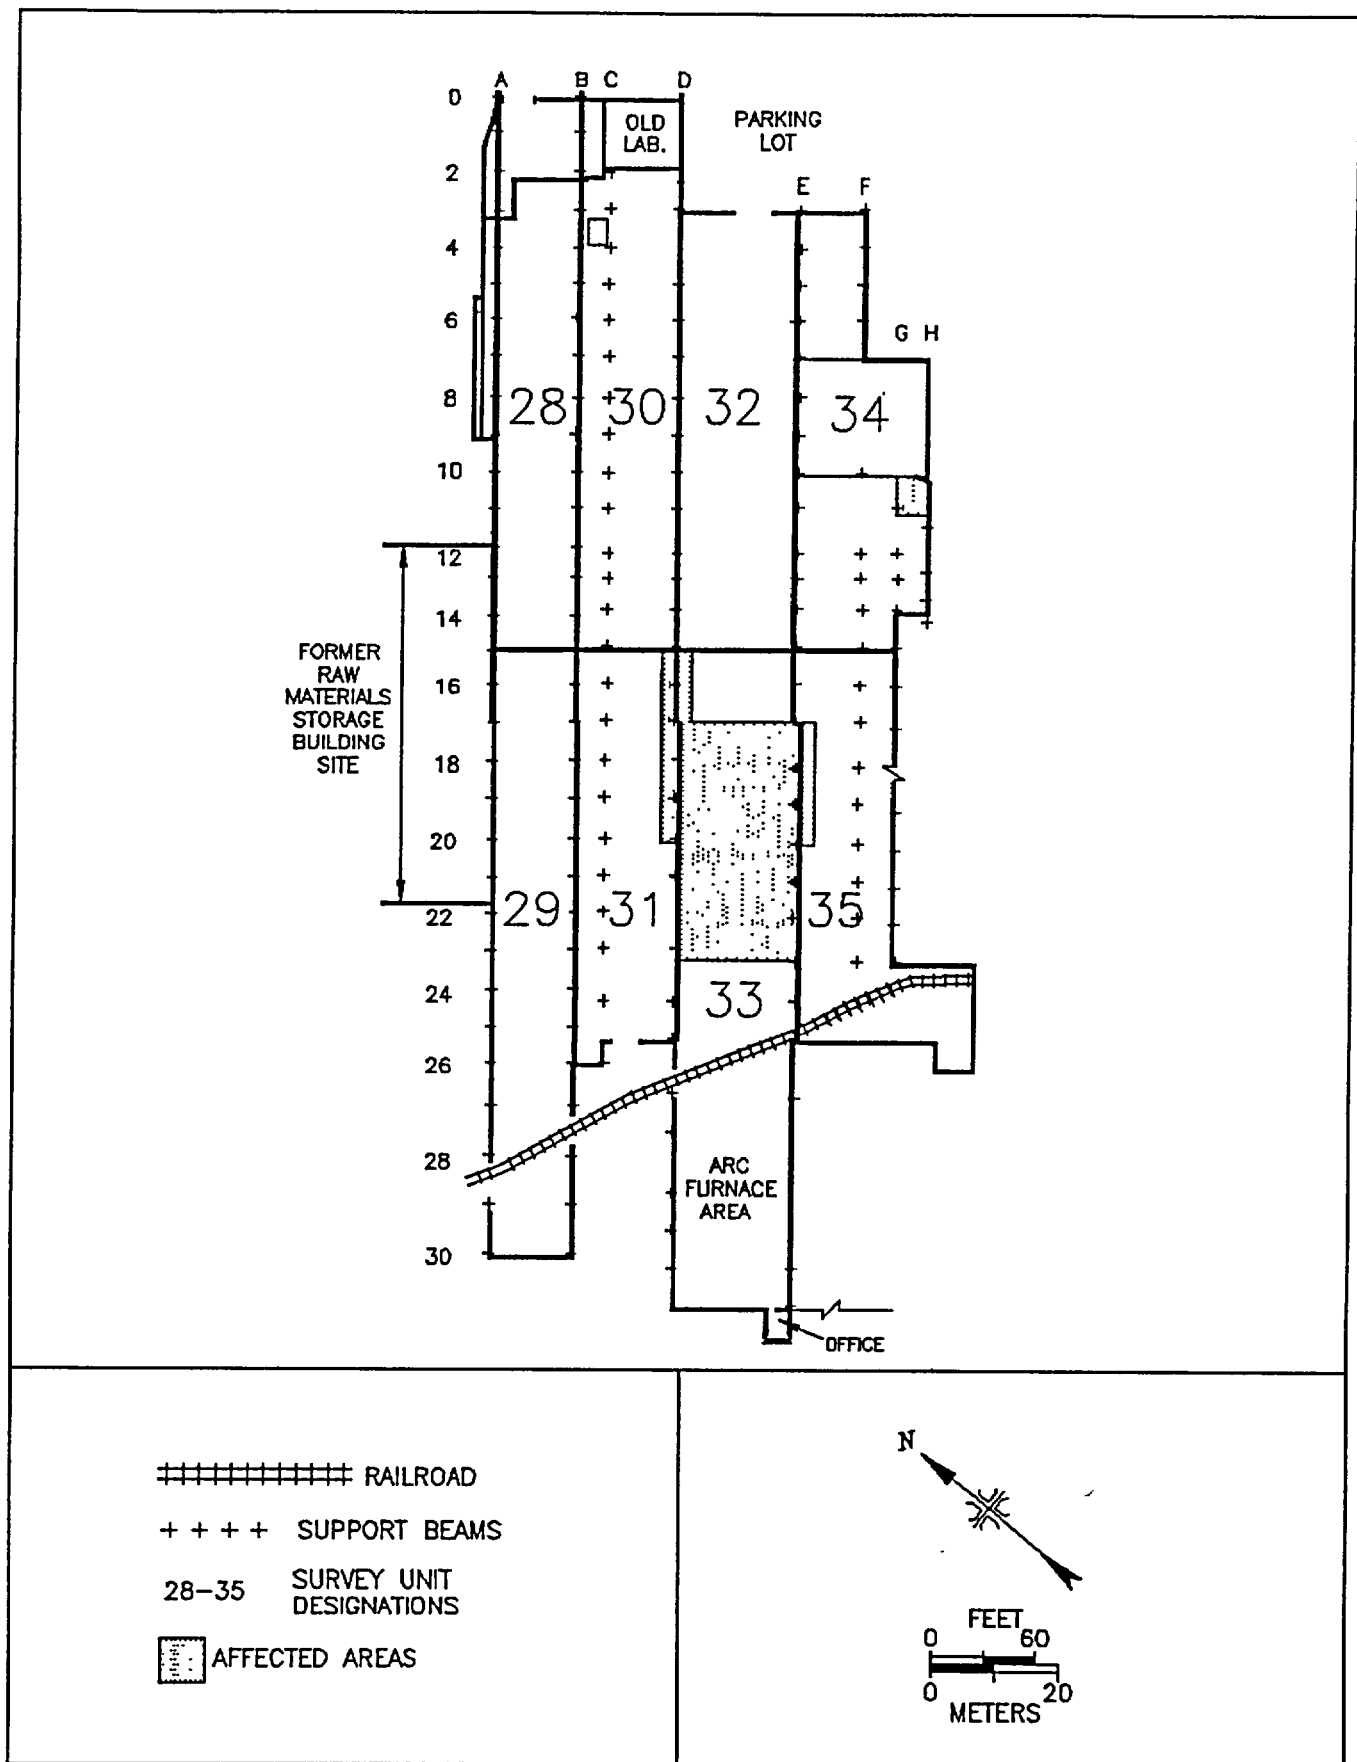 A
B
C
D
0
OLD
LAB.
PARKING
LOT
2
E
F
4
6
G
H
8
28
30
32
34
10
12
14
FORMER
RAW
MATERIALS
STORAGE
BUILDING
SITE
16
18
20
22
29
31
35
24
33
26
28
ARC
FURNACE
AREA
30
OFFICE
RAILROAD
SUPPORT BEAMS
28-35
SURVEY UNIT
DESIGNATIONS
AFFECTED AREAS
N
FEET
0
60
0
20
METERS